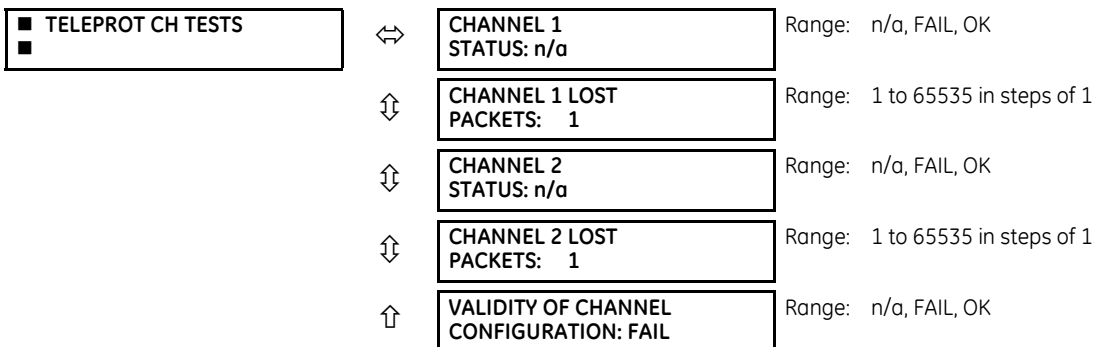 ■ TELEPROT CH TESTS
■
CHANNEL 1
STATUS: n/a
Range: n/a, FAIL, OK
CHANNEL 1 LOST
PACKETS: 1
Range: 1 to 65535 in steps of 1
CHANNEL 2
STATUS: n/a
Range: n/a, FAIL, OK
CHANNEL 2 LOST
PACKETS: 1
Range: 1 to 65535 in steps of 1
VALIDITY OF CHANNEL
CONFIGURATION: FAIL
Range: n/a, FAIL, OK